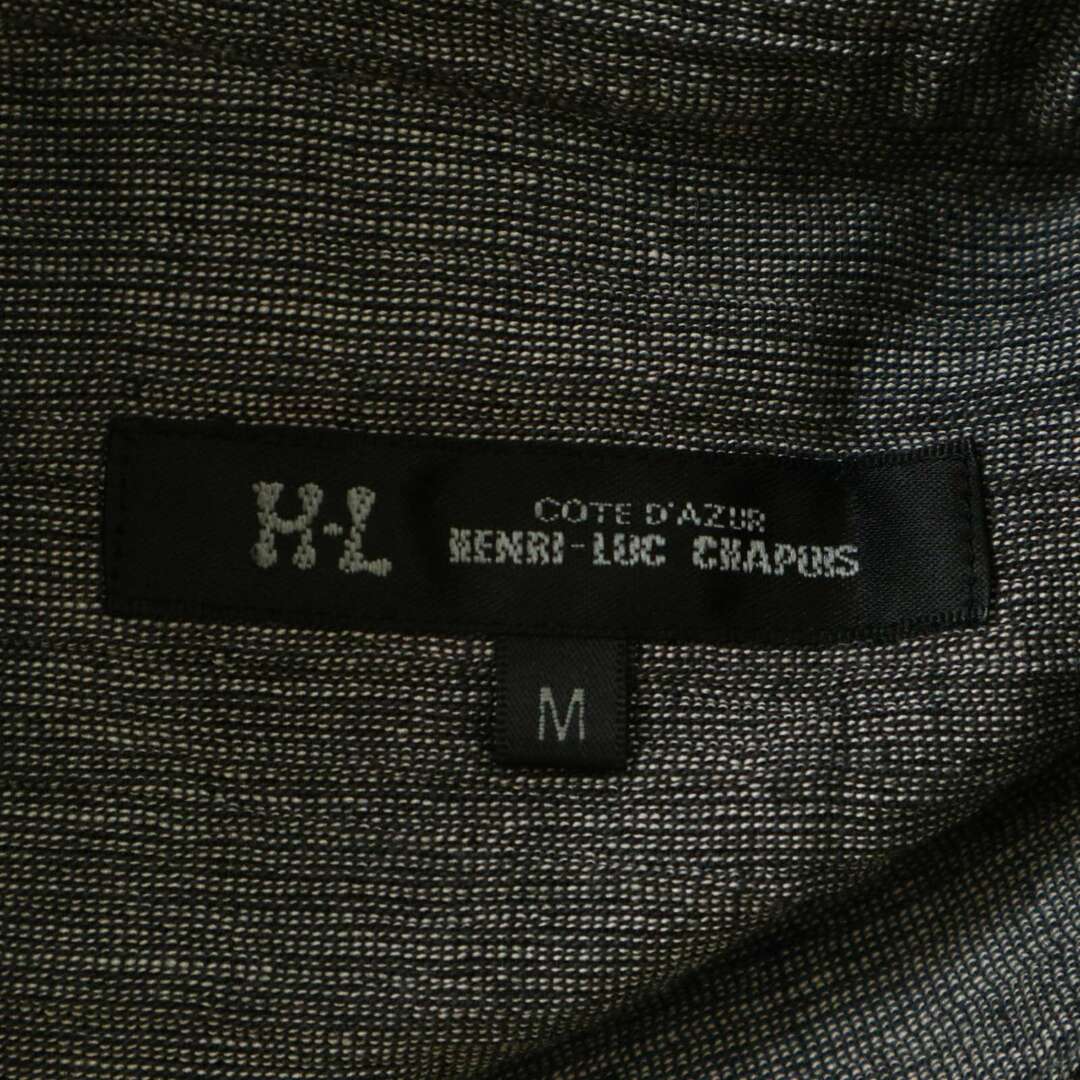 H-L
COTE D'AZUR
HENRI-LUC CHAPUIS
M